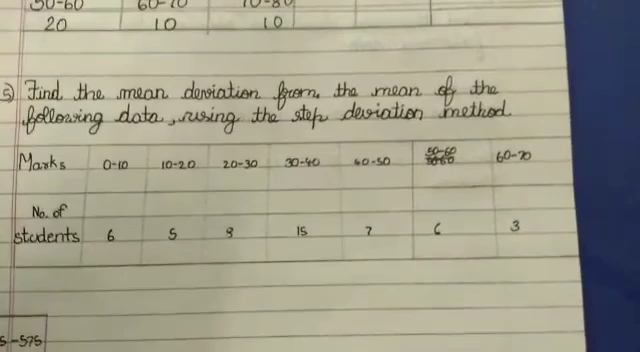 50-60 60-70 70-80
20 10 10
5) Find the mean deviation from the mean of the
following data, using the step deviation method.
Marks 0-10 10-20 20-30 30-40 40-50 50-60 60-70
No. of
students 6 5 8 15 7 6 3
5-575